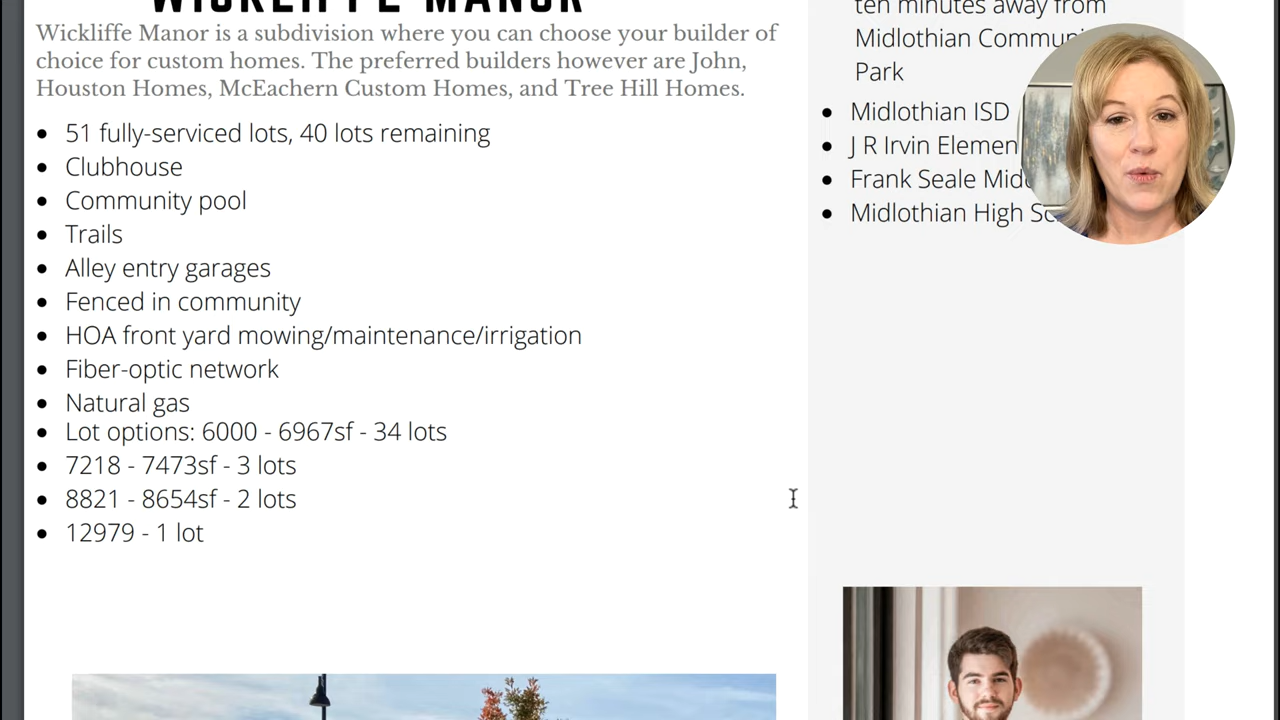 WICKLIFFE MANOR
Wickliffe Manor is a subdivision where you can choose your builder of
choice for custom homes. The preferred builders however are John,
Houston Homes, McEachern Custom Homes, and Tree Hill Homes.
• 51 fully-serviced lots, 40 lots remaining
• Clubhouse
• Community pool
• Trails
• Alley entry garages
• Fenced in community
• HOA front yard mowing/maintenance/irrigation
• Fiber-optic network
• Natural gas
• Lot options: 6000 - 6967sf - 34 lots
• 7218 - 7473sf - 3 lots
• 8821 - 8654sf - 2 lots
• 12979 - 1 lot
ten minutes away from
Midlothian
Park
• Midlothian ISD
• J R Irvin
• Frank Seale
• Midlothian High